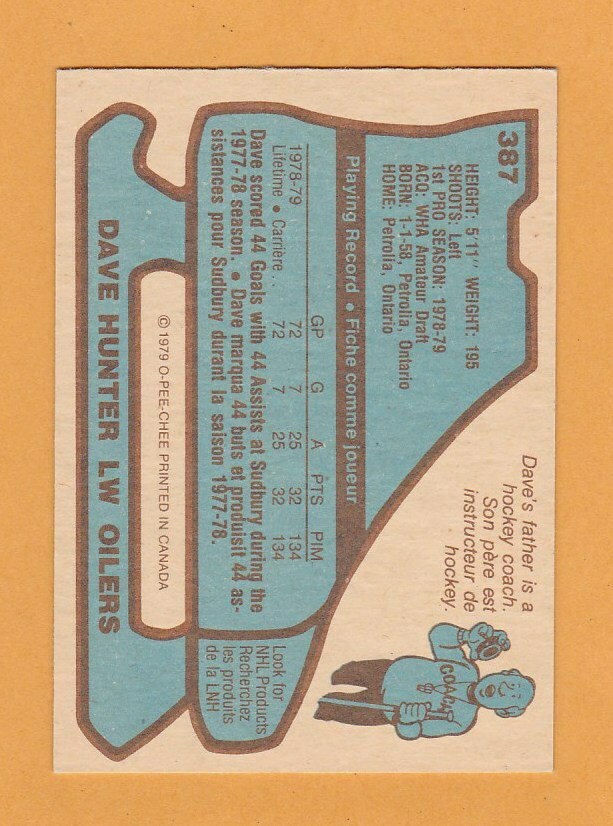 387
HEIGHT: 5'11" WEIGHT: 195
SHOOTS: Left
1st PRO SEASON: 1978-79
ACQ: WHA Amateur Draft
BORN: 1-1-58, Petrolia, Ontario
HOME: Petrolia, Ontario
Dave's father is a
hockey coach.
Son père est
instructeur de
hockey.
COACH
Playing Record • Fiche comme joueur
GP G A PTS PIM
1978-79 72 7 25 32 134
Lifetime • Carrière . . 72 7 25 32 134
Dave scored 44 Goals with 44 Assists at Sudbury during the
1977-78 season. • Dave marqua 44 buts et produisit 44 as-
sistances pour Sudbury durant la saison 1977-78.
Look for
NHL Products
Recherchez
les produits
de la LNH
© 1979 O-PEE-CHEE PRINTED IN CANADA
DAVE HUNTER LW OILERS